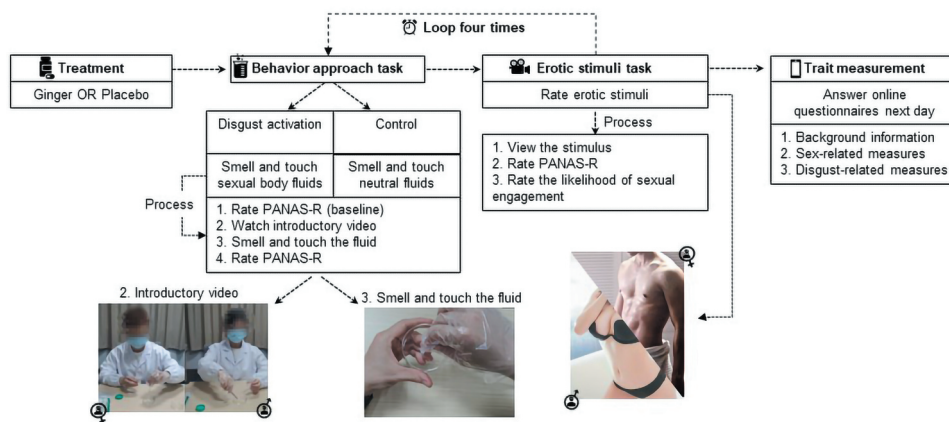 Loop four times
Treatment
Ginger OR Placebo
Behavior approach task
Erotic stimuli task
Rate erotic stimuli
Trait measurement
Answer online
questionnaires next day
1. Background information
2. Sex-related measures
3. Disgust-related measures
Process
1. View the stimulus
2. Rate PANAS-R
3. Rate the likelihood of sexual
engagement
Disgust activation
Control
Smell and touch
sexual body fluids
Smell and touch
neutral fluids
Process
1. Rate PANAS-R (baseline)
2. Watch introductory video
3. Smell and touch the fluid
4. Rate PANAS-R
2. Introductory video
3. Smell and touch the fluid